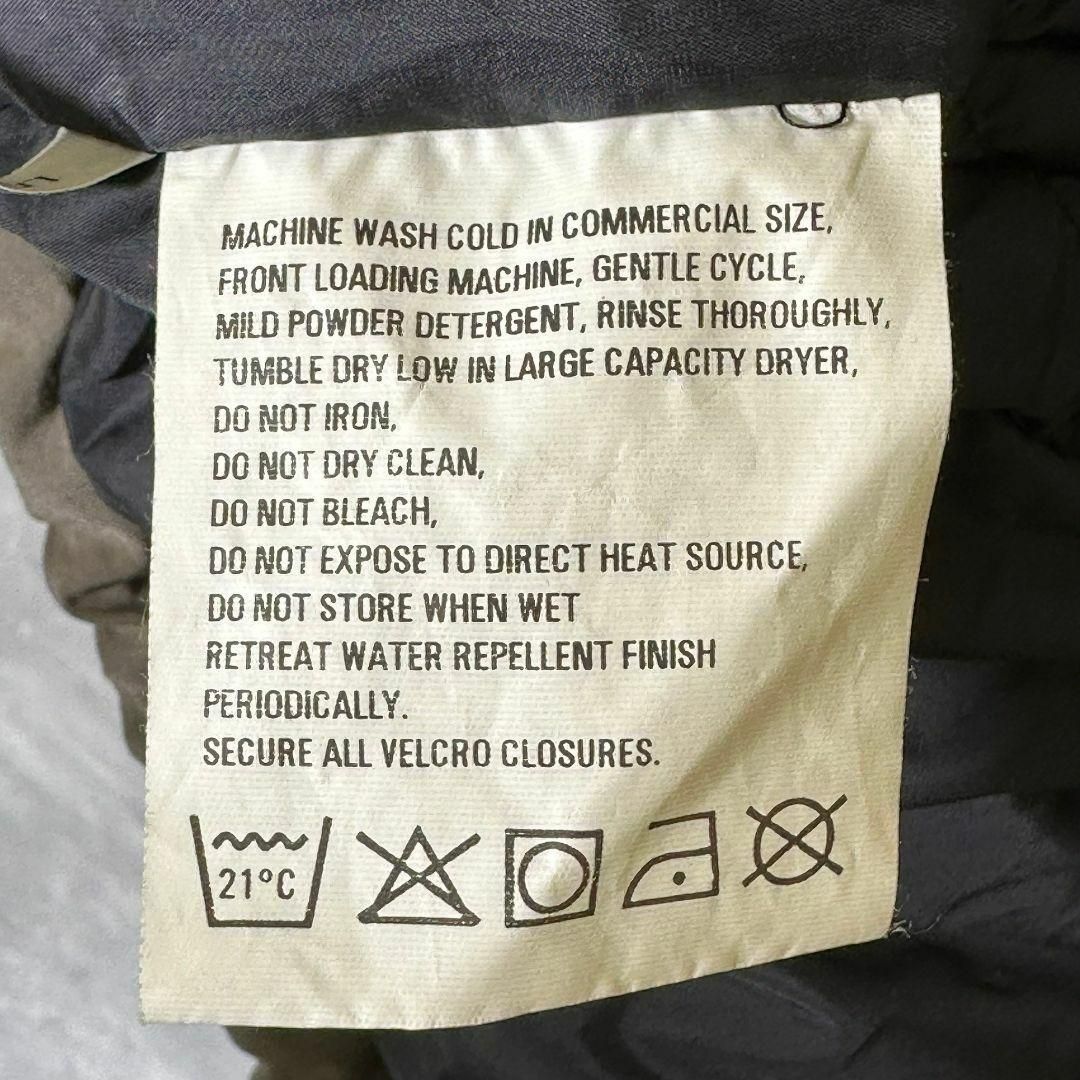 MACHINE WASH COLD IN COMMERCIAL SIZE,
FRONT LOADING MACHINE, GENTLE CYCLE,
MILD POWDER DETERGENT, RINSE THOROUGHLY,
TUMBLE DRY LOW IN LARGE CAPACITY DRYER,
DO NOT IRON,
DO NOT DRY CLEAN,
DO NOT BLEACH,
DO NOT EXPOSE TO DIRECT HEAT SOURCE,
DO NOT STORE WHEN WET
RETREAT WATER REPELLENT FINISH
PERIODICALLY.
SECURE ALL VELCRO CLOSURES.
21°C